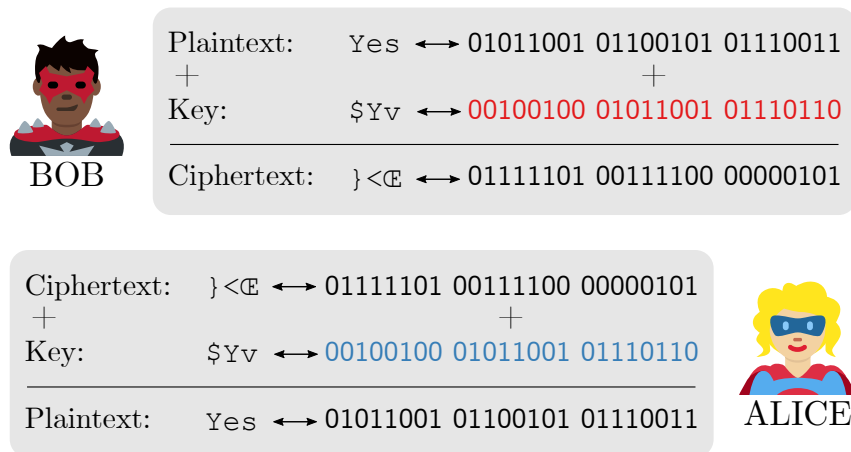 Plaintext: Yes ⟷ 01011001 01100101 01110011
+ +
Key: $Yv ⟷ 00100100 01011001 01110110
Ciphertext: }<Œ ⟷ 01111101 00111100 00000101
BOB
Ciphertext: }<Œ ⟷ 01111101 00111100 00000101
+ +
Key: $Yv ⟷ 00100100 01011001 01110110
Plaintext: Yes ⟷ 01011001 01100101 01110011
ALICE